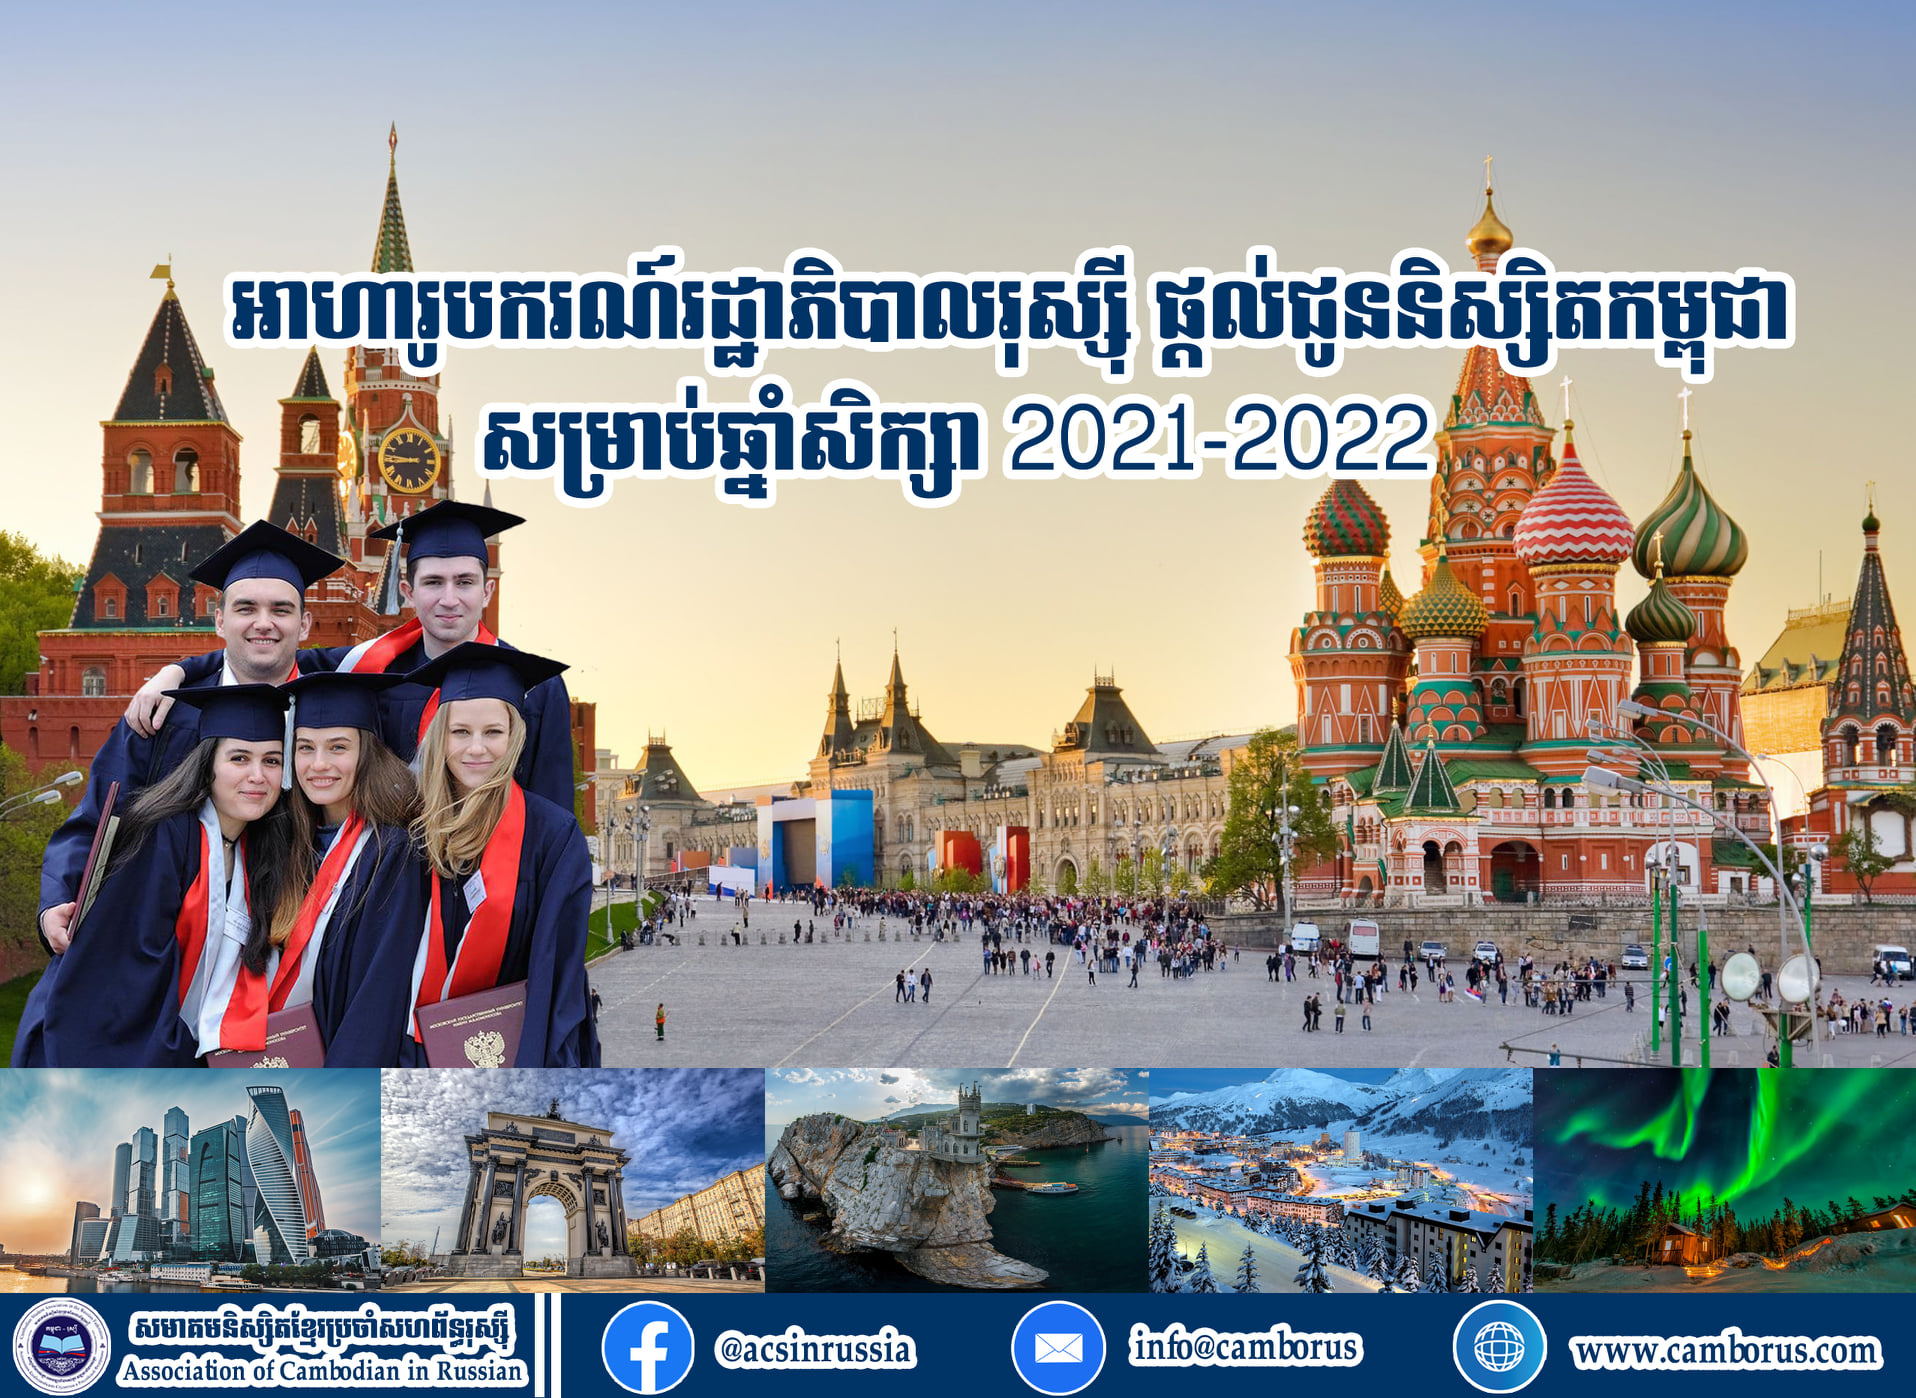 អាហារូបករណ៍រដ្ឋាភិបាលរុស្ស៊ី ផ្តល់ជូននិស្សិតកម្ពុជា
សម្រាប់ឆ្នាំសិក្សា 2021-2022
សមាគមនិស្សិតខ្មែរប្រចាំសហព័ន្ធរុស្ស៊ី
Association of Cambodian in Russian
@acsinrussia
info@camborus
www.camborus.com